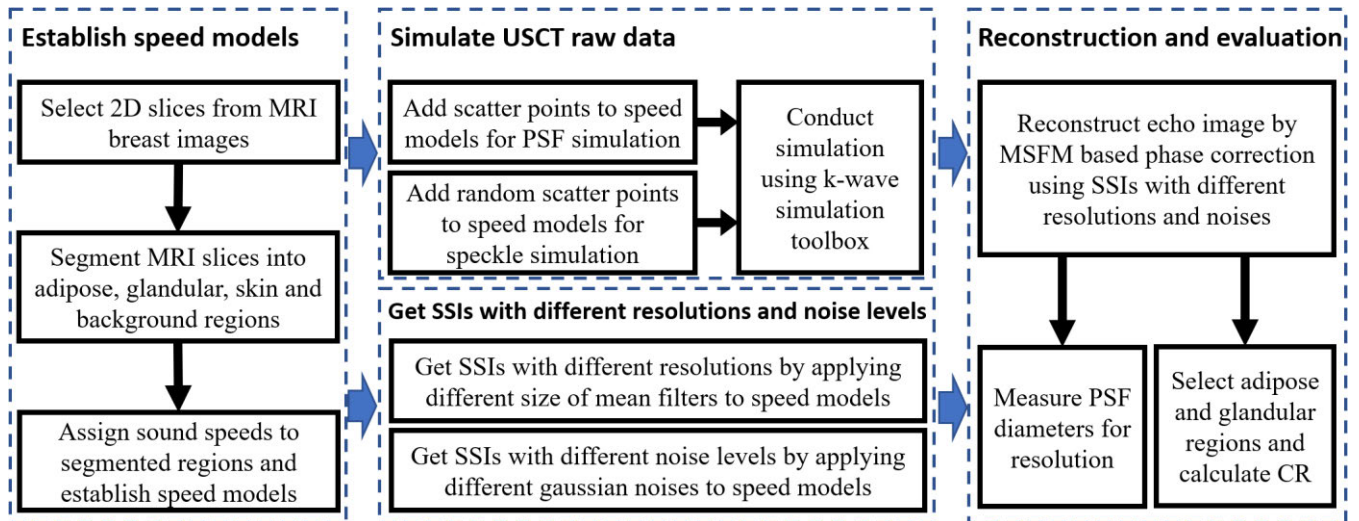 Establish speed models
Select 2D slices from MRI
breast images
Segment MRI slices into
adipose, glandular, skin and
background regions
Assign sound speeds to
segmented regions and
establish speed models
Simulate USCT raw data
Add scatter points to speed
models for PSF simulation
Add random scatter points
to speed models for
speckle simulation
Conduct
simulation
using k-wave
simulation
toolbox
Get SSIs with different resolutions and noise levels
Get SSIs with different resolutions by applying
different size of mean filters to speed models
Get SSIs with different noise levels by applying
different gaussian noises to speed models
Reconstruction and evaluation
Reconstruct echo image by
MSFM based phase correction
using SSIs with different
resolutions and noises
Measure PSF
diameters for
resolution
Select adipose
and glandular
regions and
calculate CR